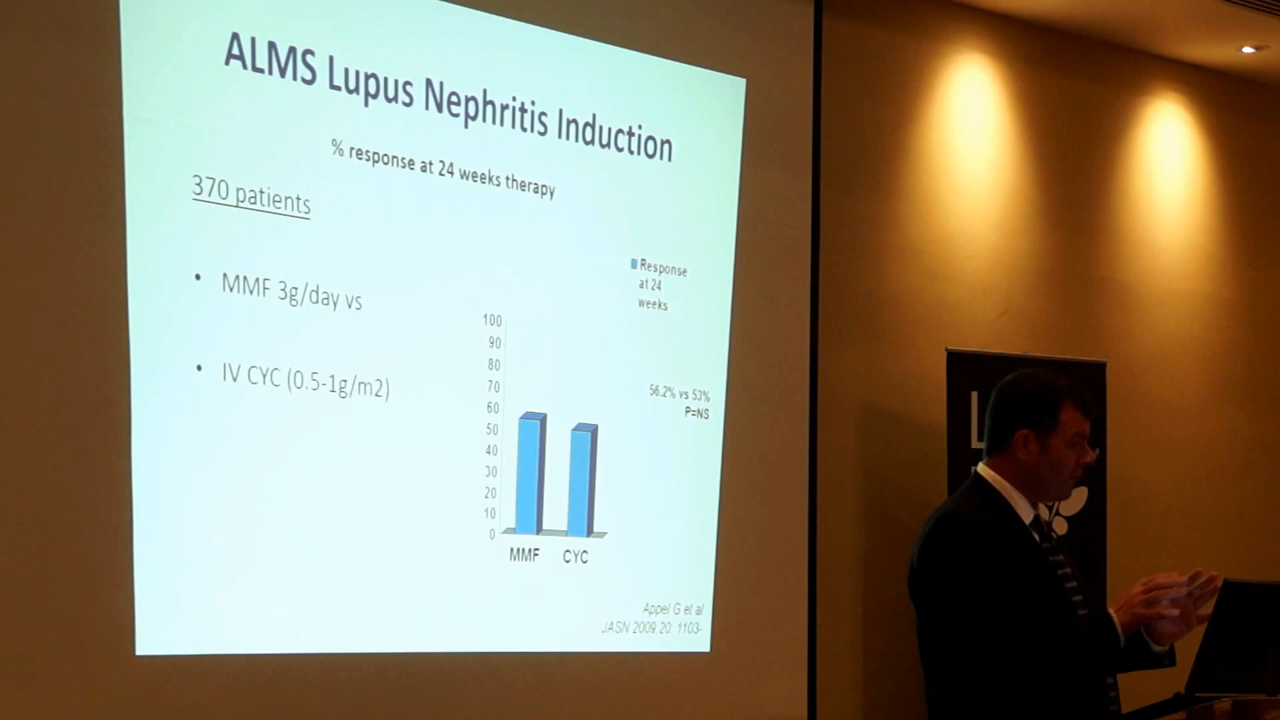 ALMS Lupus Nephritis Induction
% response at 24 weeks therapy
370 patients
• MMF 3g/day vs
• IV CYC (0.5-1g/m2)
Response
at 24
weeks
100
90
80
70
60
50
40
30
20
10
0
MMF CYC
56.2% vs 53%
P=NS
Appel G et al
JASN 2009,20: 1103-
L